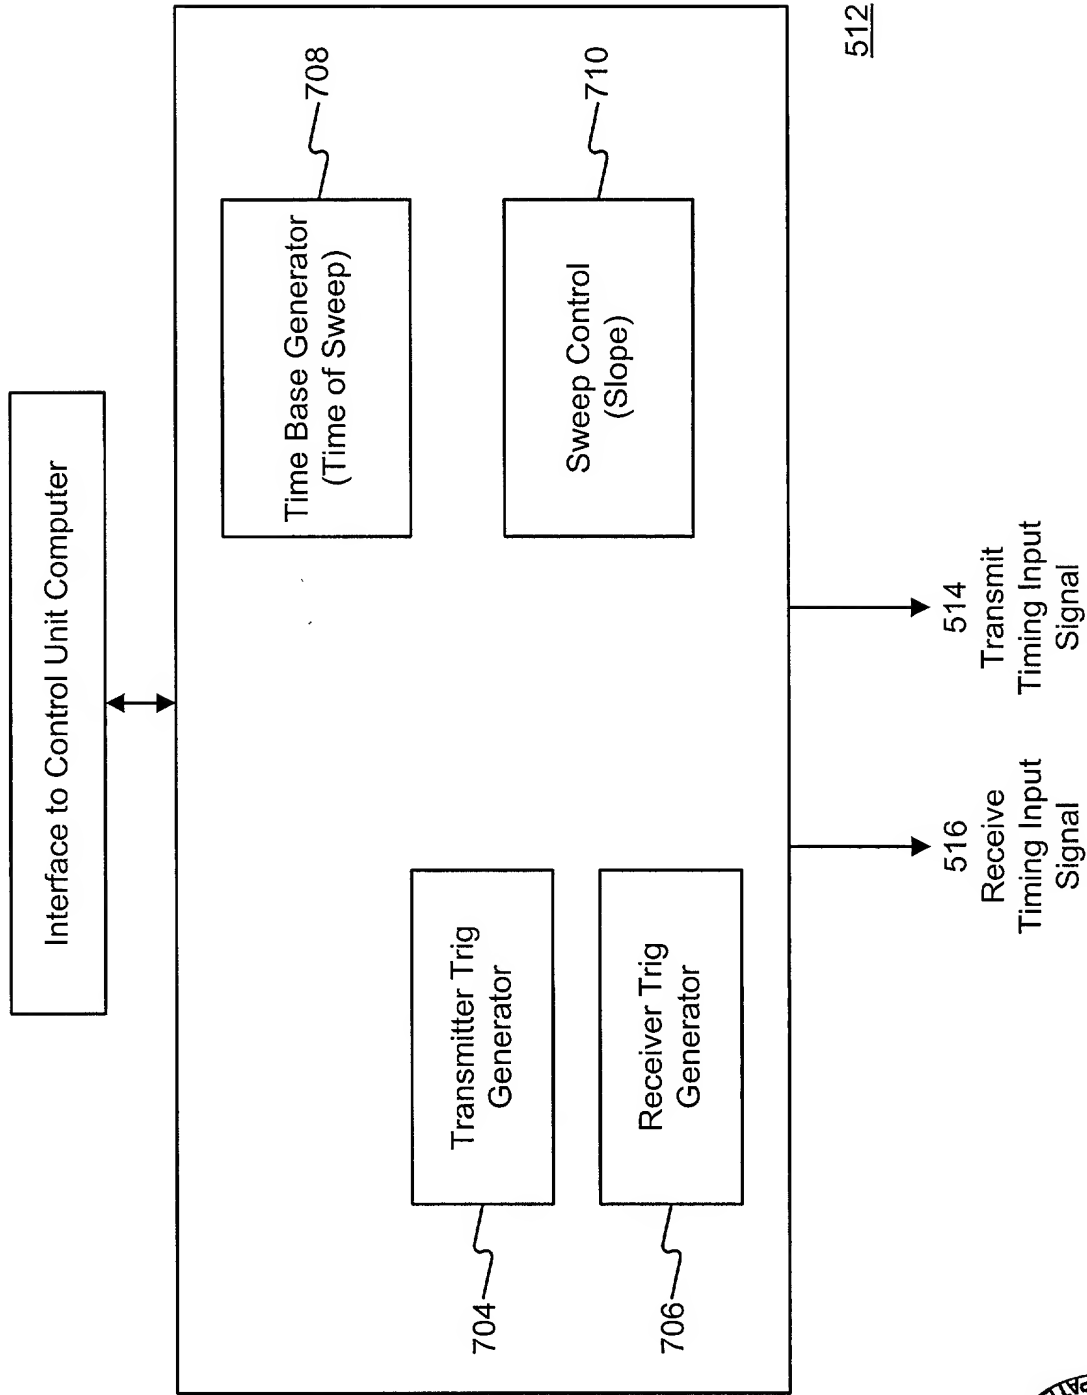 Interface to Control Unit Computer
Time Base Generator
(Time of Sweep)
708
Sweep Control
(Slope)
710
Transmitter Trig
Generator
704
Receiver Trig
Generator
706
512
516
Receive
Timing Input
Signal
514
Transmit
Timing Input
Signal